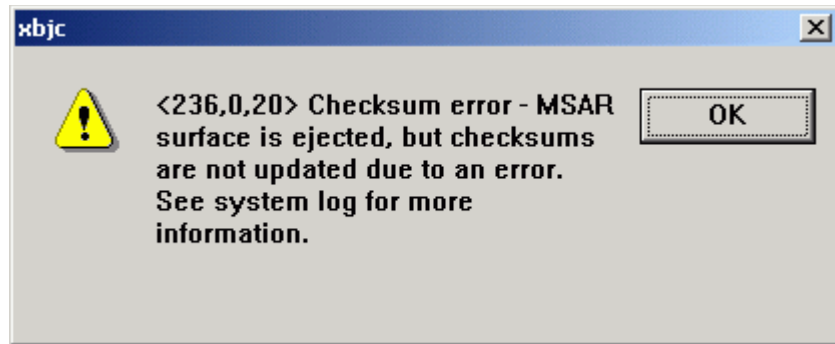 xbjc
<236,0,20> Checksum error - MSAR
surface is ejected, but checksums
are not updated due to an error.
See system log for more
information.
OK